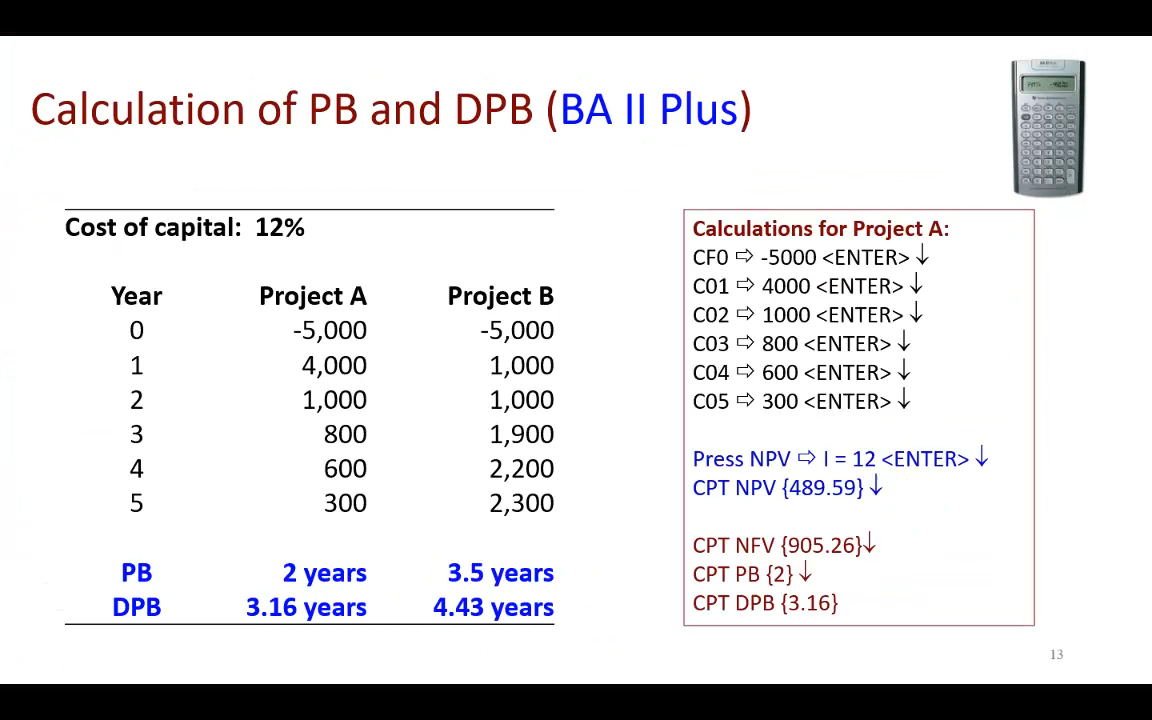 Calculation of PB and DPB (BA II Plus)
Cost of capital: 12%
Year Project A Project B
0 -5,000 -5,000
1 4,000 1,000
2 1,000 1,000
3 800 1,900
4 600 2,200
5 300 2,300
PB 2 years 3.5 years
DPB 3.16 years 4.43 years
Calculations for Project A:
CF0 ⇨ -5000 <ENTER> ↓
C01 ⇨ 4000 <ENTER> ↓
C02 ⇨ 1000 <ENTER> ↓
C03 ⇨ 800 <ENTER> ↓
C04 ⇨ 600 <ENTER> ↓
C05 ⇨ 300 <ENTER> ↓
Press NPV ⇨ I = 12 <ENTER> ↓
CPT NPV {489.59} ↓
CPT NFV {905.26}↓
CPT PB {2} ↓
CPT DPB {3.16}
13